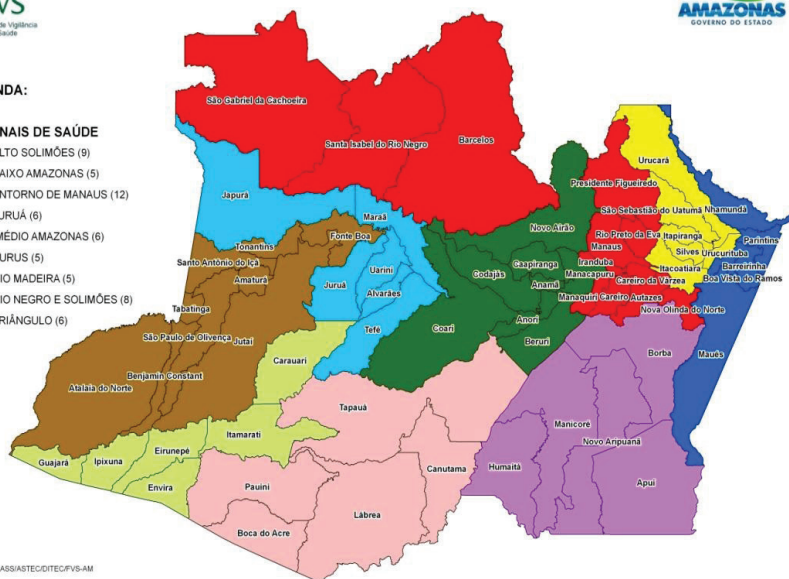 de Vigilância
AMAZONAS
GOVERNO DO ESTADO
NDA:
NAIS DE SAÚDE
LTO SOLIMÕES (9)
AIXO AMAZONAS (5)
NTORNO DE MANAUS (12)
URUÁ (6)
MÉDIO AMAZONAS (6)
URUS (5)
IO MADEIRA (5)
IO NEGRO E SOLIMÕES (8)
RIÂNGULO (6)
São Gabriel da Cachoeira
Santa Isabel do Rio Negro
Barcelos
Japurá
Maraã
Tonantins
Fonte Boa
Santo Antônio do Içá
Amaturá
Juruá
Uarini
Alvarães
Tefé
Tabatinga
São Paulo de Olivença
Jutaí
Benjamin Constant
Atalaia do Norte
Carauari
Guajará
Ipixuna
Eirunepé
Itamarati
Envira
Novo Airão
Codajás
Caapiranga
Anamã
Anori
Beruri
Coari
Manacapuru
Iranduba
Manaquiri
Careiro
Autazes
Careiro da Várzea
Manaus
Rio Preto da Eva
Presidente Figueiredo
Urucará
São Sebastião do Uatumã
Itapiranga
Silves
Urucurituba
Itacoatiara
Nhamundá
Parintins
Barreirinha
Boa Vista do Ramos
Maués
Nova Olinda do Norte
Borba
Manicoré
Novo Aripuanã
Humaitá
Apuí
Tapauá
Canutama
Lábrea
Pauini
Boca do Acre
ASS/ASTEC/DITEC/FVS-AM